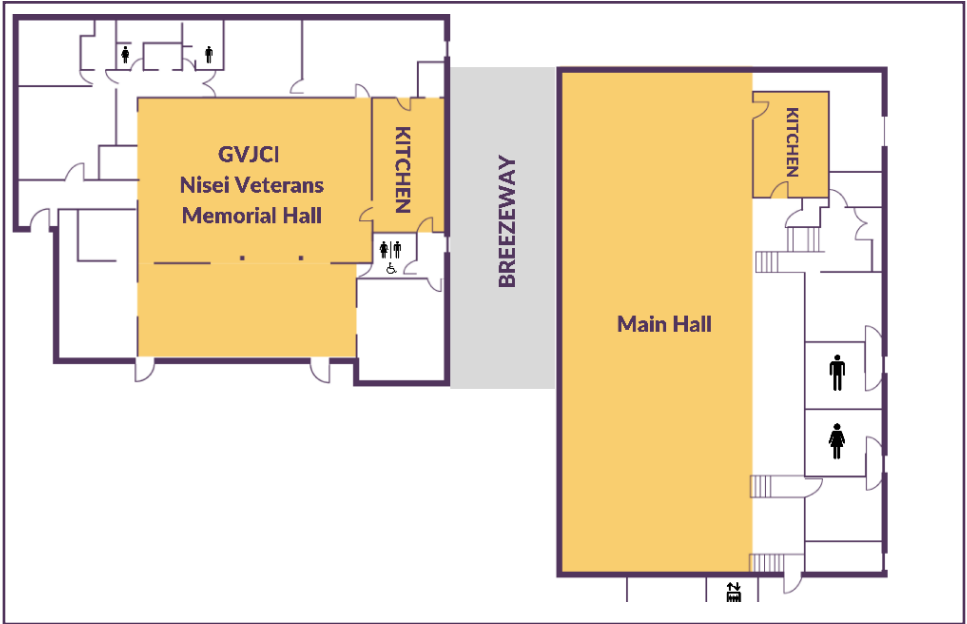 GVJCI
Nisei Veterans
Memorial Hall
KITCHEN
BREEZEWAY
KITCHEN
Main Hall